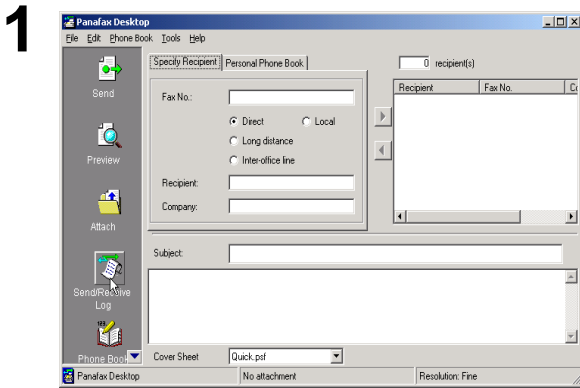 1
Panafax Desktop
File Edit Phone Book Tools Help
Send
Preview
Attach
Send/Receive
Log
Phone Book
Specify Recipient Personal Phone Book
Fax No.:
Direct Local
Long distance
Inter-office line
Recipient:
Company:
0 recipient(s)
Recipient Fax No. Co
Subject:
Cover Sheet Quick.psf
Panafax Desktop No attachment Resolution: Fine